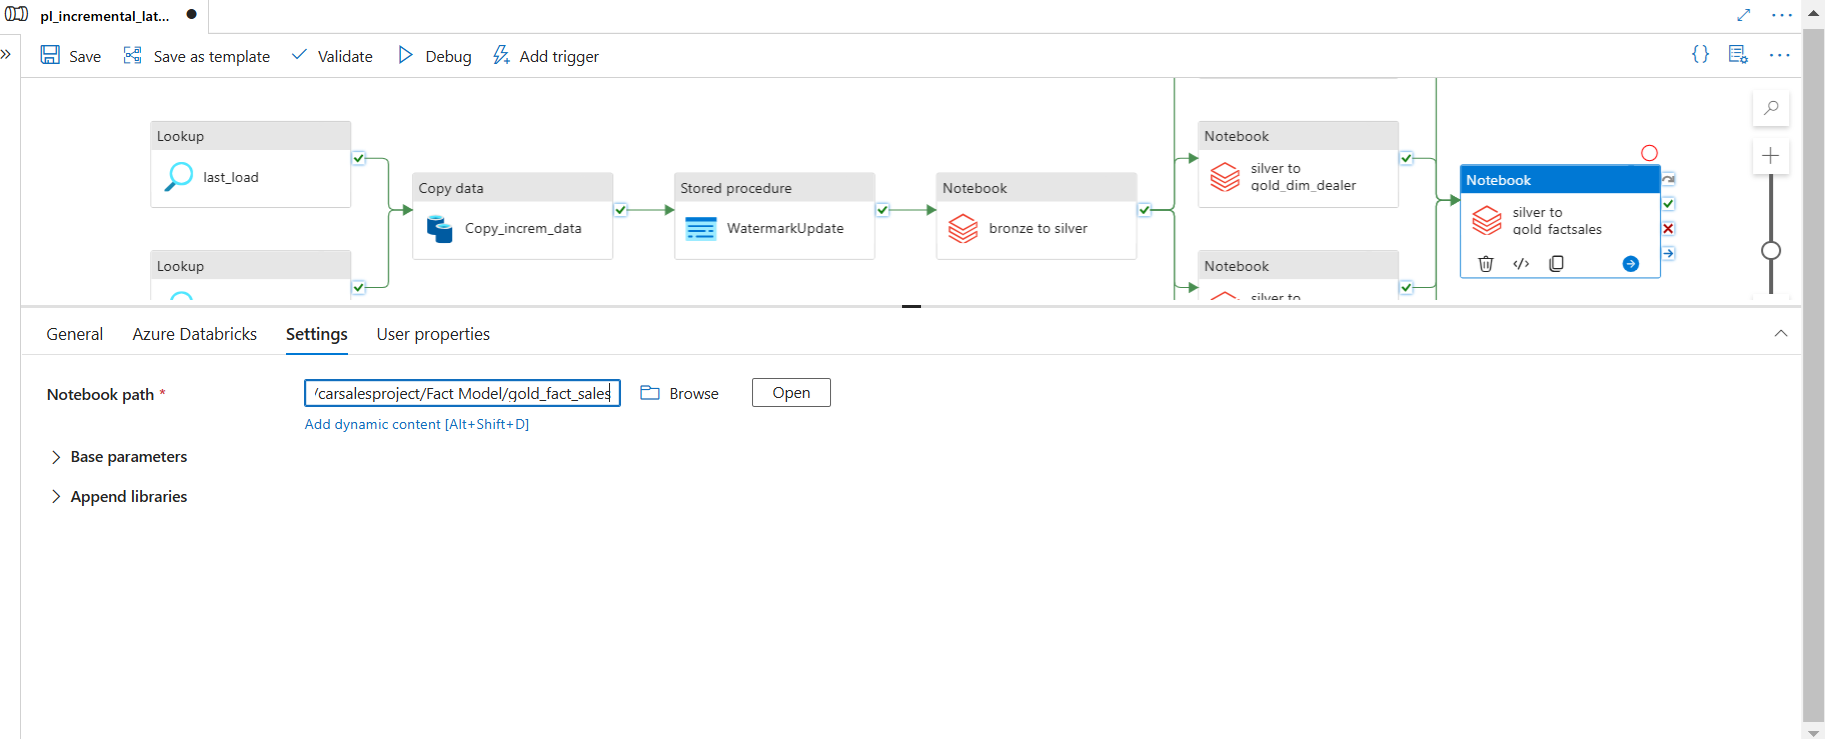 pl_incremental_lat...
Save
Save as template
Validate
Debug
Add trigger
Lookup
last_load
Lookup
Copy data
Copy_increm_data
Stored procedure
WatermarkUpdate
Notebook
bronze to silver
Notebook
silver to
gold_dim_dealer
Notebook
silver to
Notebook
silver to
gold_factsales
General
Azure Databricks
Settings
User properties
Notebook path *
/carsalesproject/Fact Model/gold_fact_sales
Browse
Open
Add dynamic content [Alt+Shift+D]
Base parameters
Append libraries